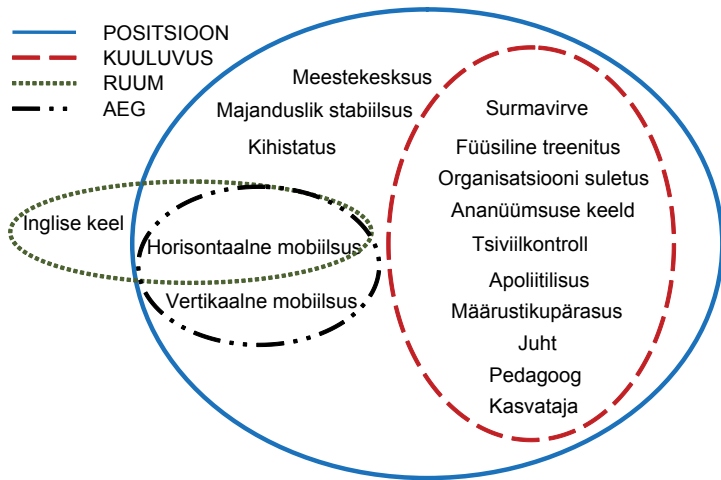 POSITSIOON
KUULUVUS
RUUM
AEG
Meestekesksus
Majanduslik stabiilsus
Kihistatus
Inglise keel
Horisontaalne mobiilsus
Vertikaalne mobiilsus
Surmavirve
Füüsiline treenitus
Organisatsiooni suletus
Ananüümsuse keeld
Tsiviilkontroll
Apoliitilisus
Määrustikupärasus
Juht
Pedagoog
Kasvataja